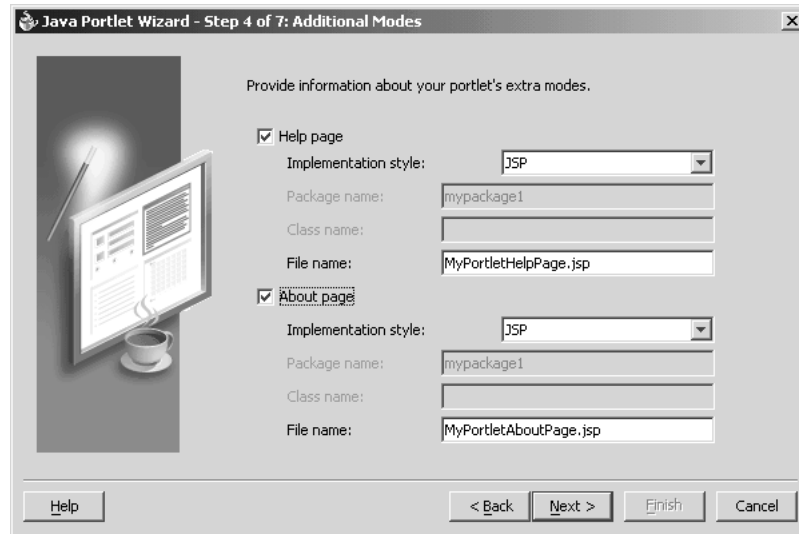 Java Portlet Wizard - Step 4 of 7: Additional Modes
Provide information about your portlet's extra modes.
Help page
Implementation style: JSP
Package name: mypackage1
Class name:
File name: MyPortletHelpPage.jsp
About page
Implementation style: JSP
Package name: mypackage1
Class name:
File name: MyPortletAboutPage.jsp
Help < Back Next > Finish Cancel